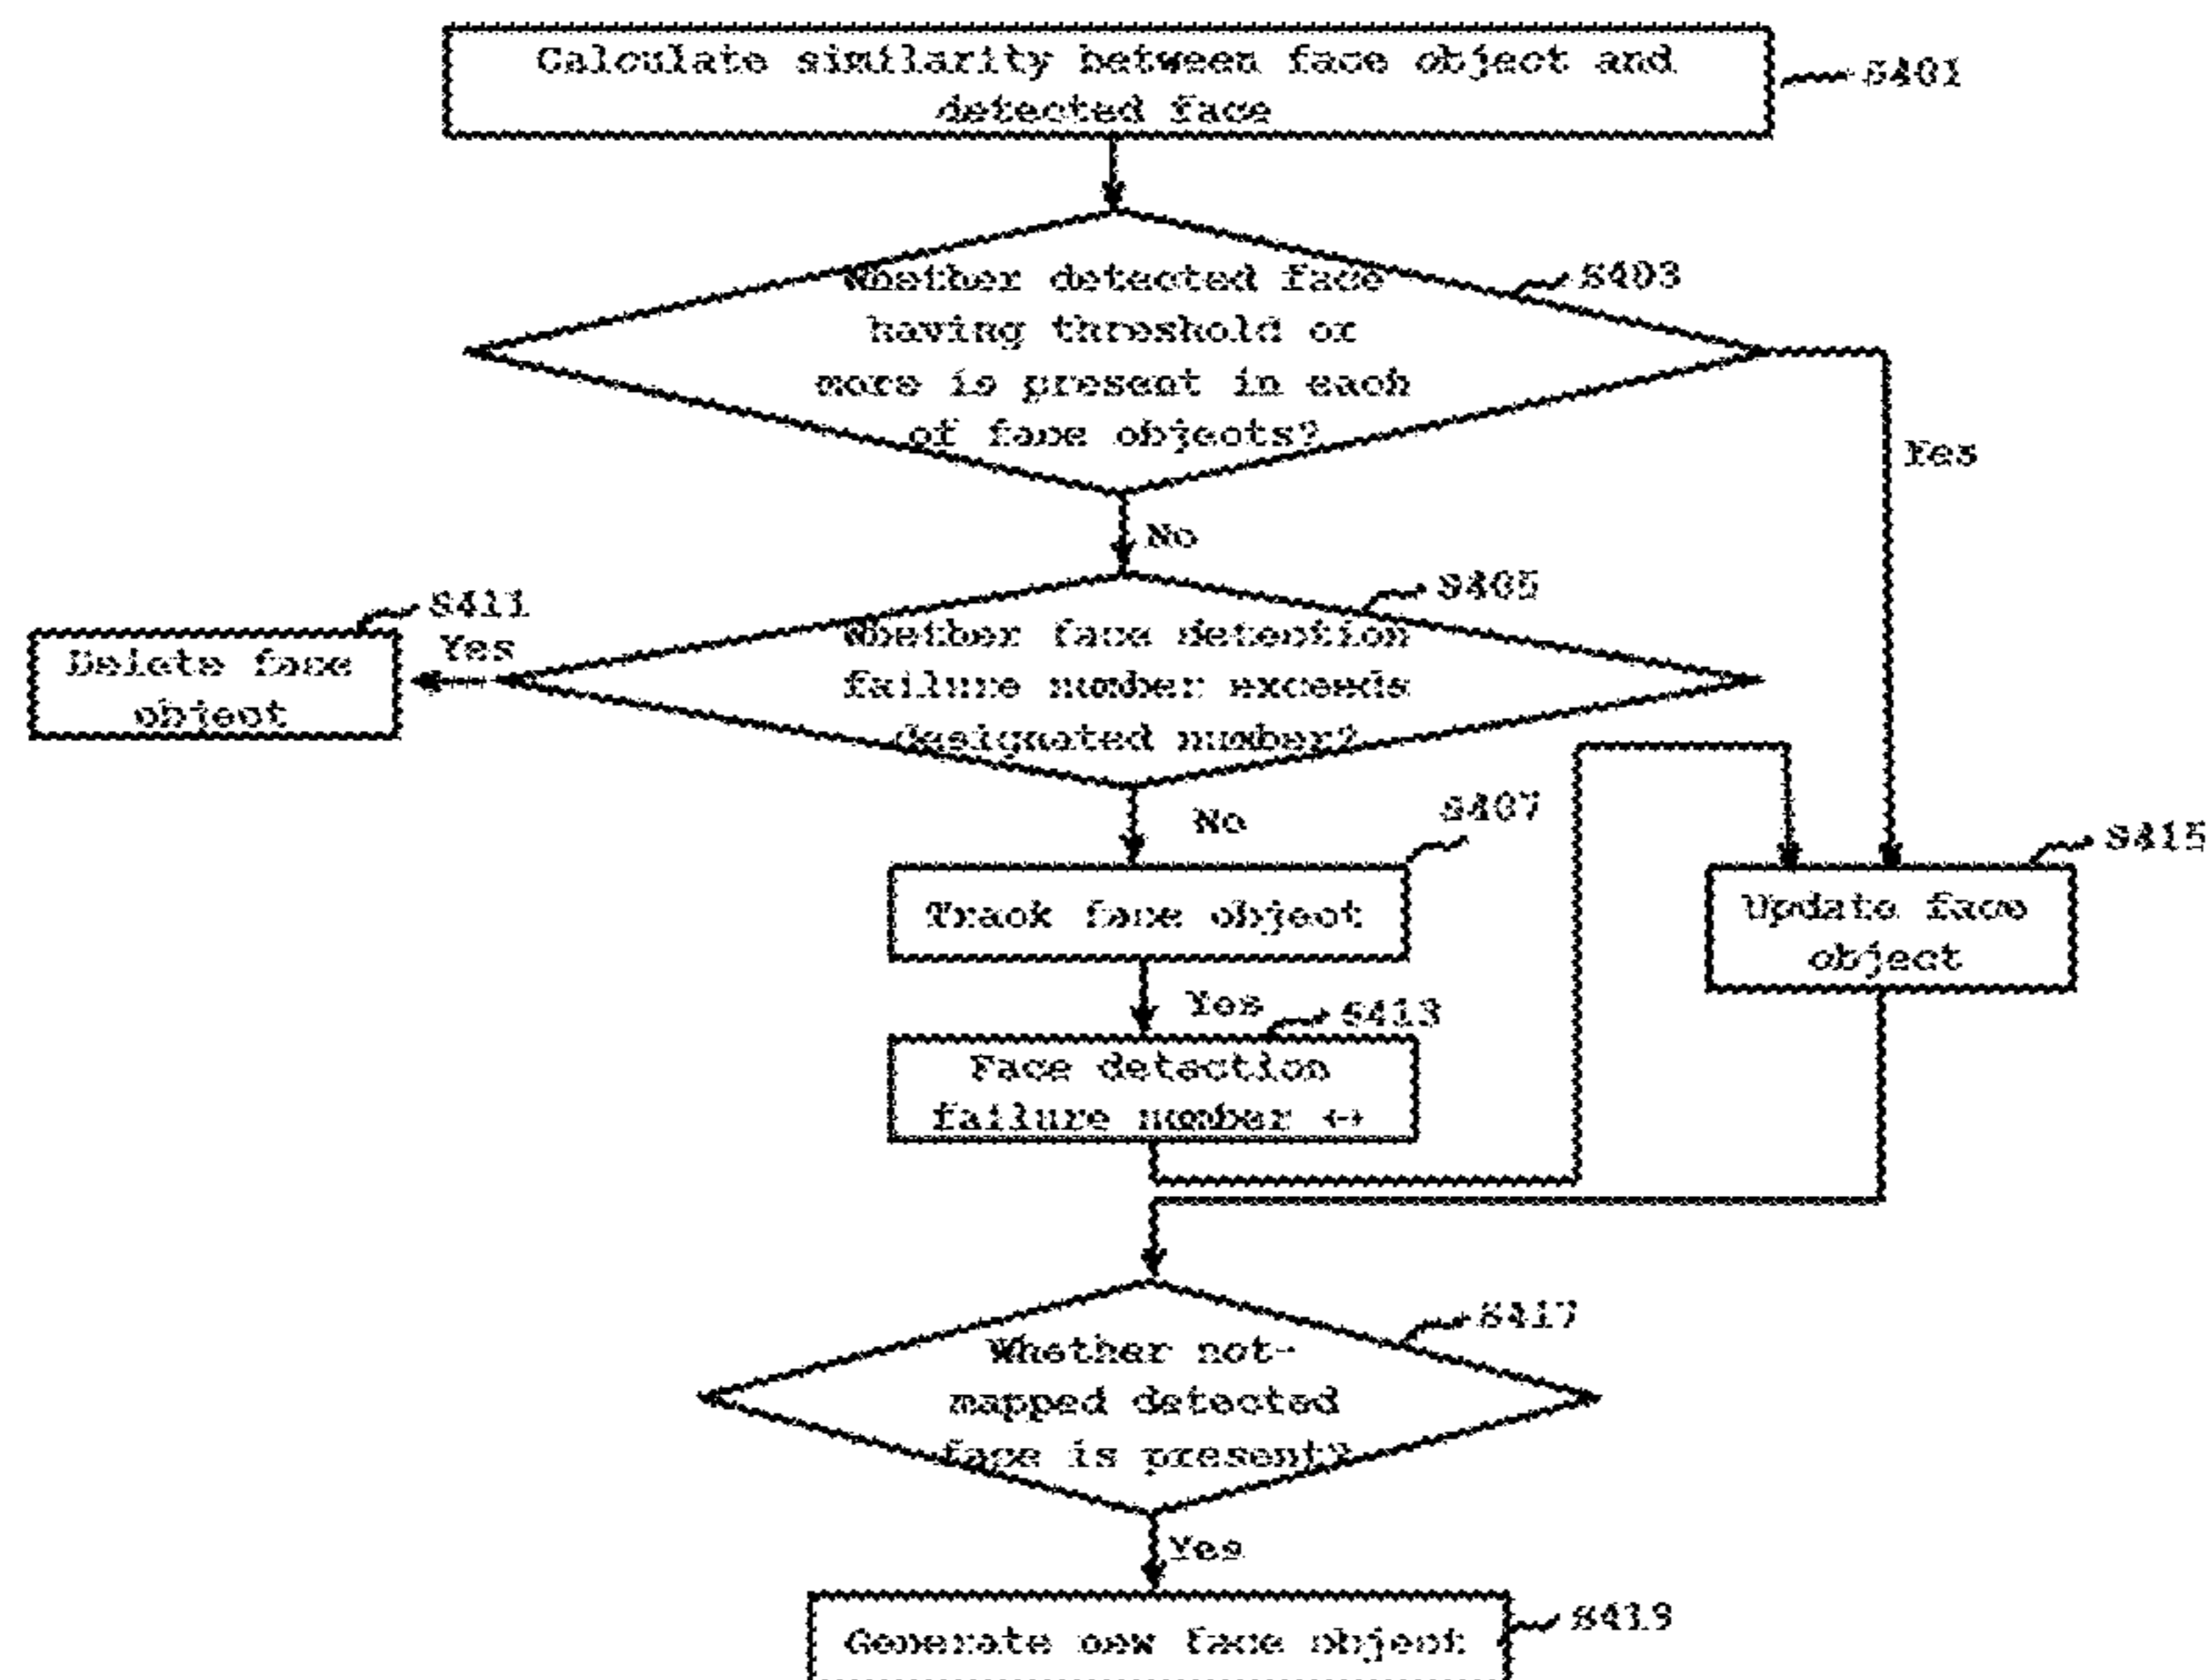 Calculate similarity between face object and
detected face
S401
Whether detected face
having threshold or
more is present in each
of face objects?
S403
Yes
No
S405
Whether face detection
failure number exceeds
designated number?
S411
Yes
Delete face
object
No
S407
Track face object
S415
Update face
object
Yes
S413
Face detection
failure number
S417
Whether not-
mapped detected
face is present?
Yes
Generate new face object
S419